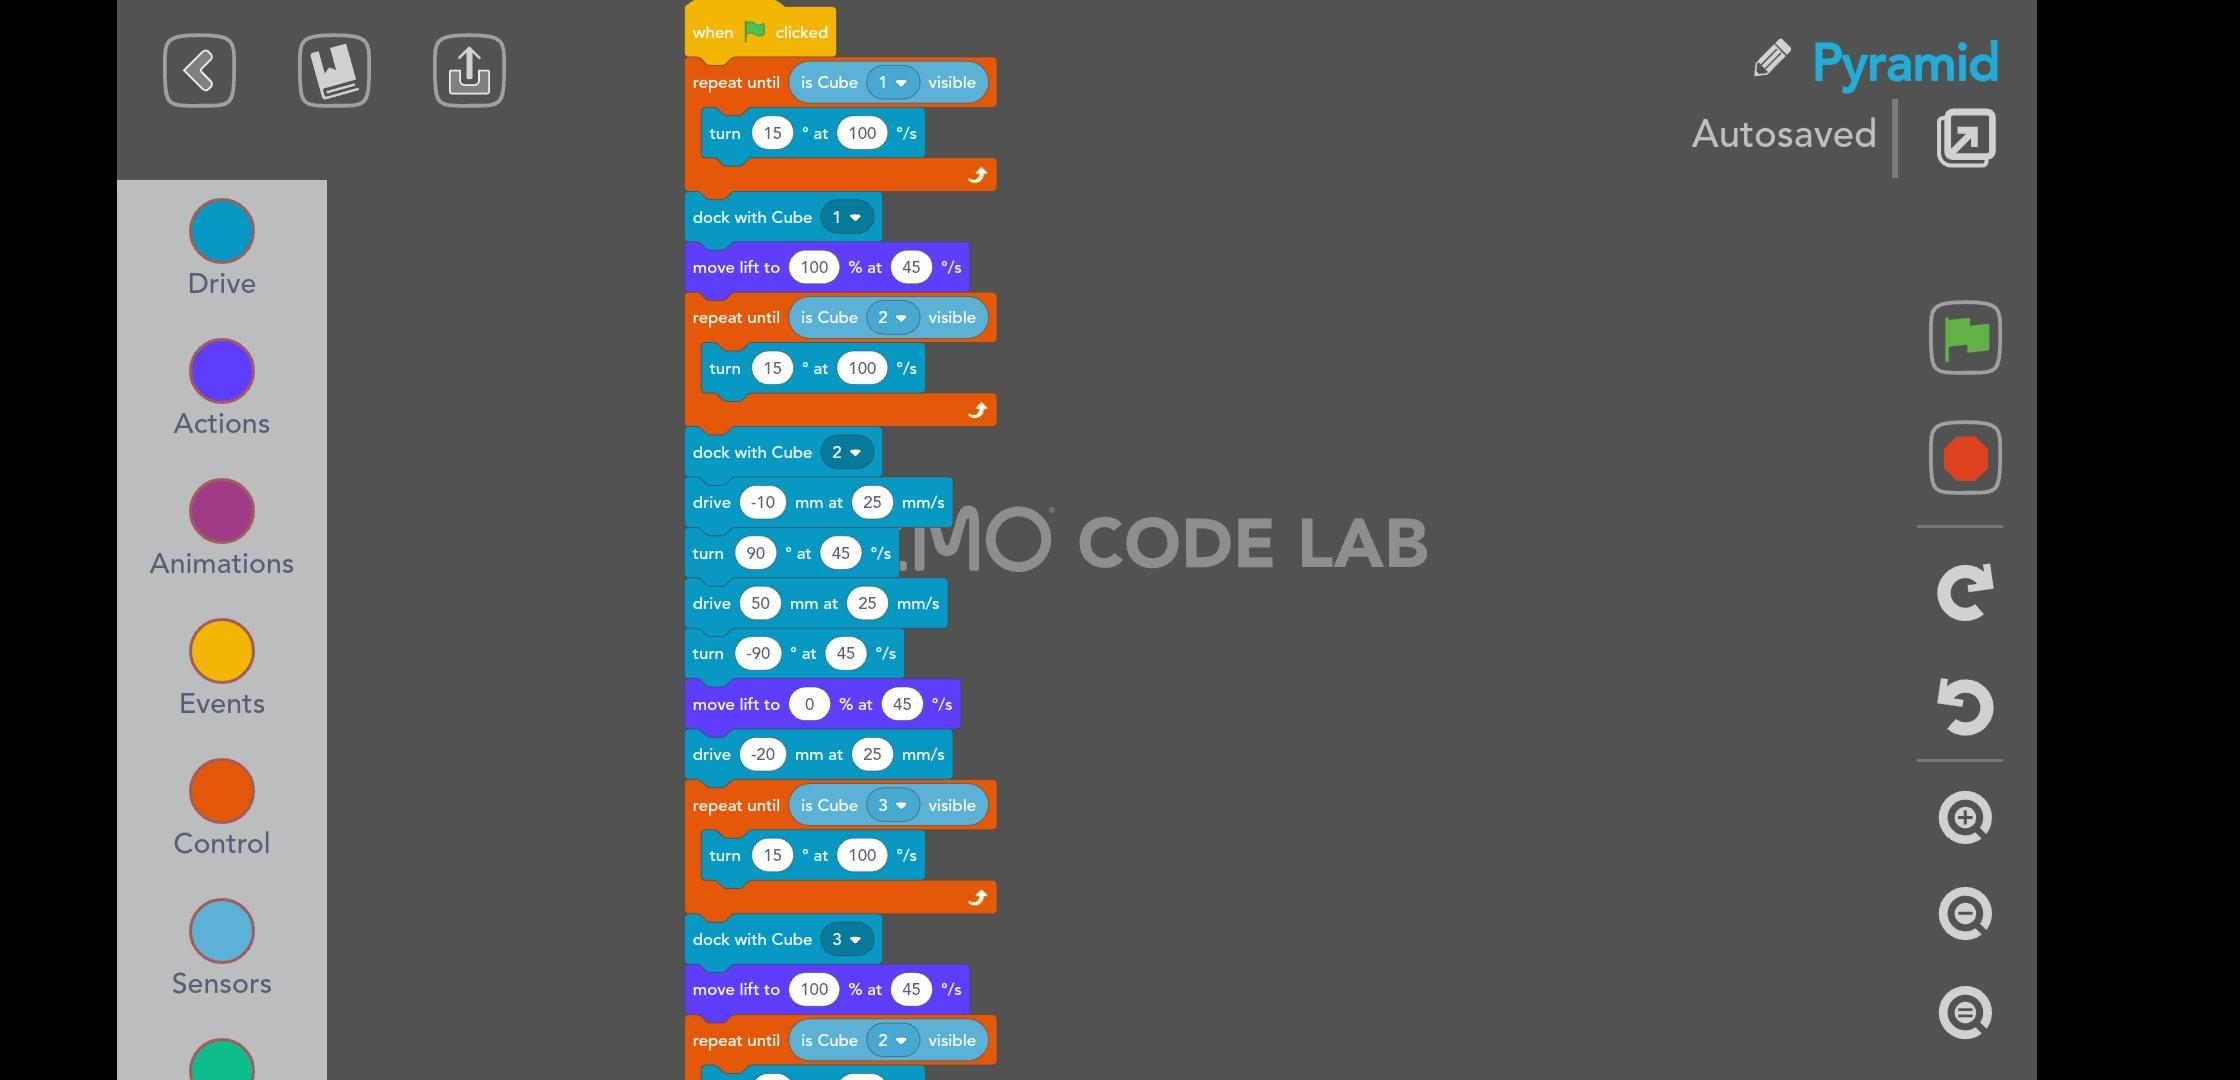 when clicked
repeat until is Cube 1 visible
turn 15 ° at 100 °/s
dock with Cube 1
move lift to 100 % at 45 °/s
repeat until is Cube 2 visible
turn 15 ° at 100 °/s
dock with Cube 2
drive -10 mm at 25 mm/s
turn 90 ° at 45 °/s
drive 50 mm at 25 mm/s
turn -90 ° at 45 °/s
move lift to 0 % at 45 °/s
drive -20 mm at 25 mm/s
repeat until is Cube 3 visible
turn 15 ° at 100 °/s
dock with Cube 3
move lift to 100 % at 45 °/s
repeat until is Cube 2 visible
Pyramid
Autosaved
Drive
Actions
Animations
Events
Control
Sensors
CODE LAB